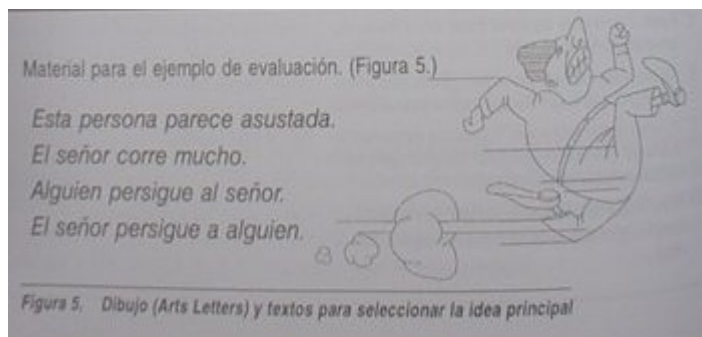 Material para el ejemplo de evaluación. (Figura 5.)
Esta persona parece asustada.
El señor corre mucho.
Alguien persigue al señor.
El señor persigue a alguien.
Figura 5. Dibujo (Arts Letters) y textos para seleccionar la idea principal